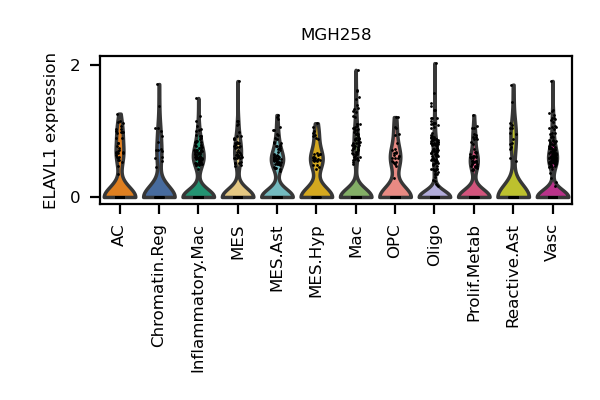 MGH258
ELAVL1 expression
2
0
AC
Chromatin.Reg
Inflammatory.Mac
MES
MES.Ast
MES.Hyp
Mac
OPC
Oligo
Prolif.Metab
Reactive.Ast
Vasc